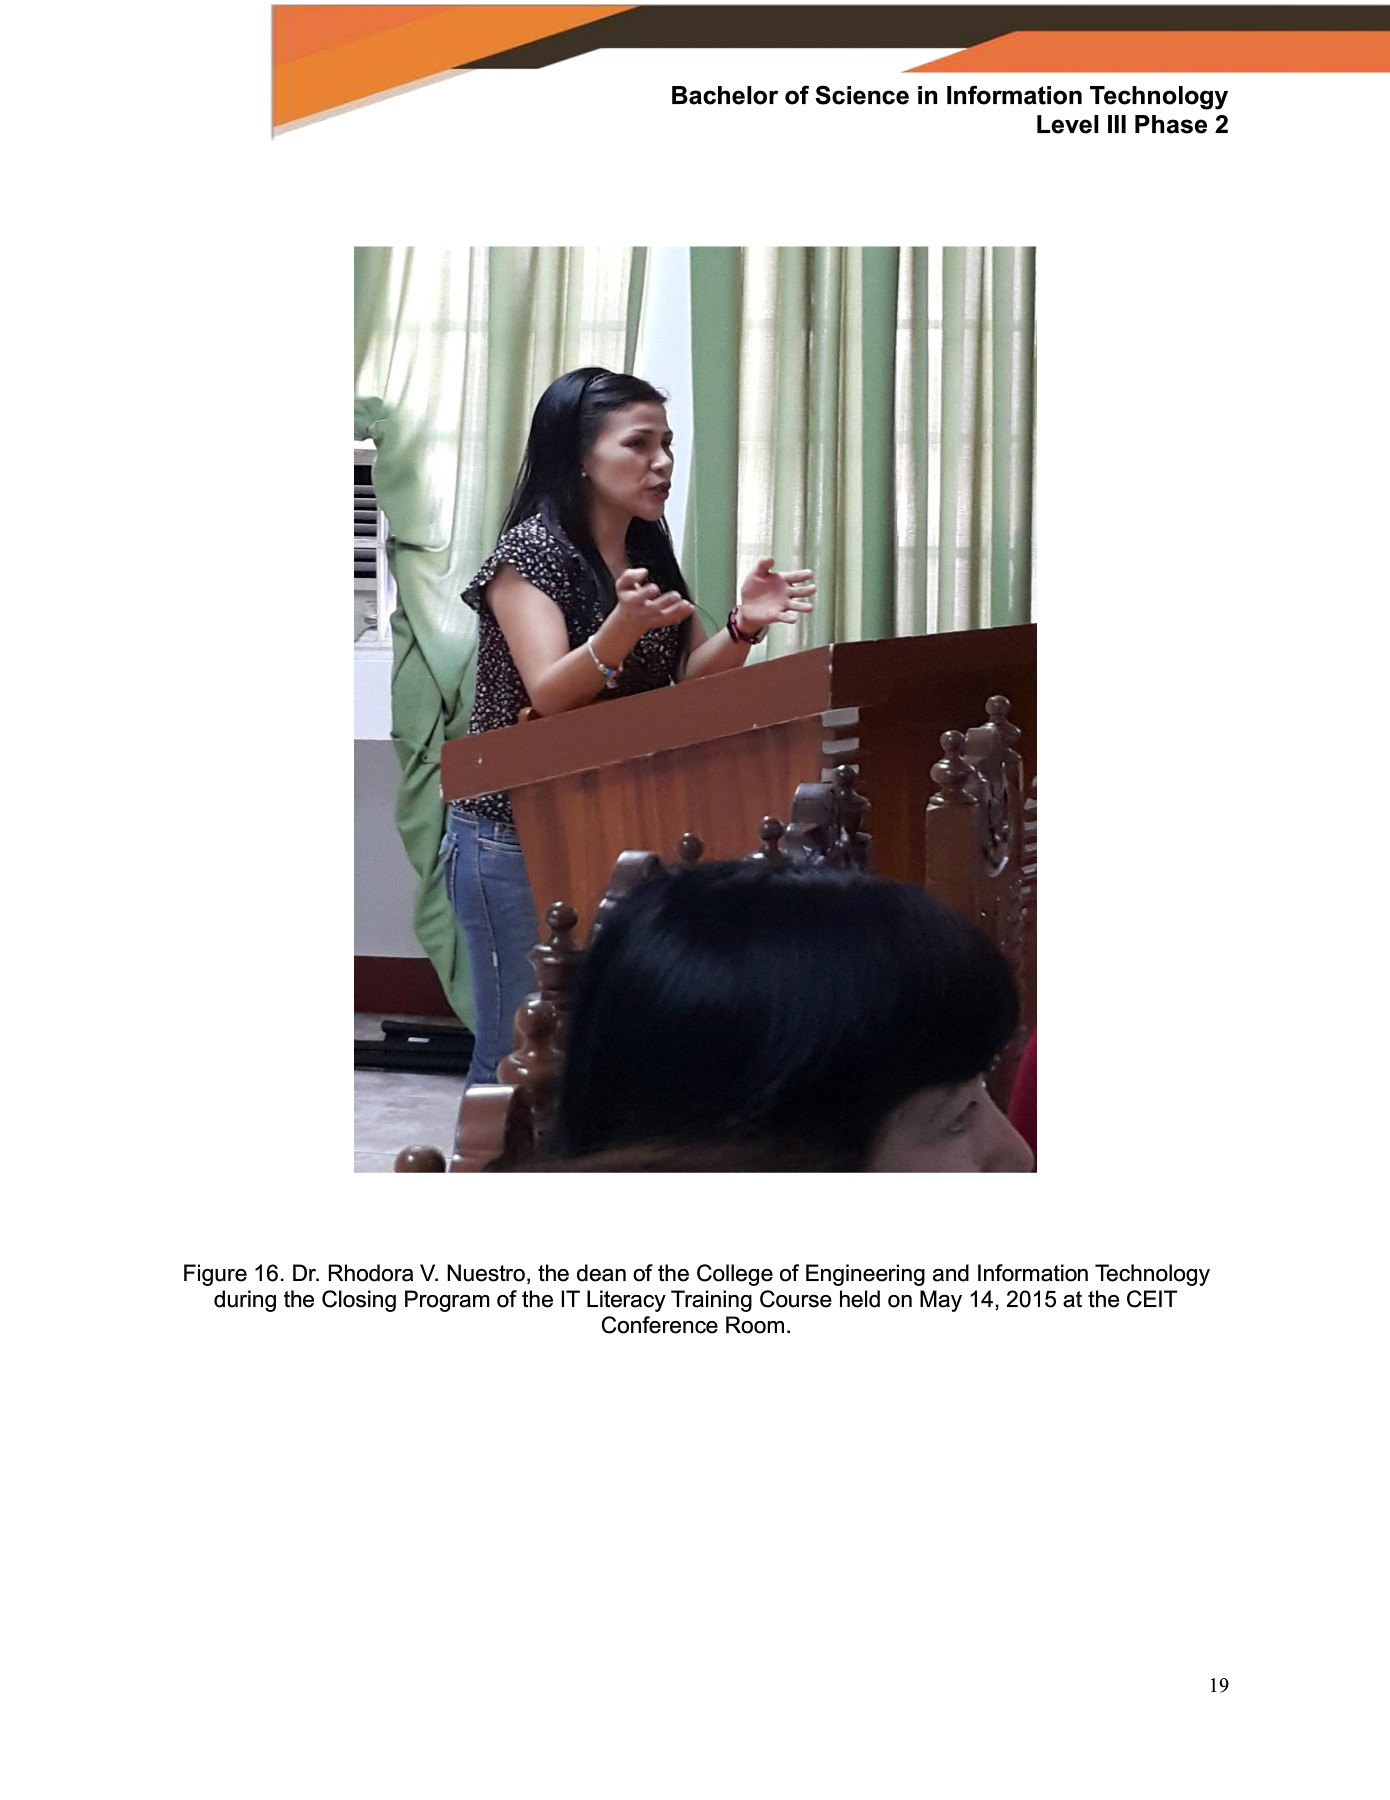 Bachelor of Science in Information Technology
Level III Phase 2
Figure 16. Dr. Rhodora V. Nuestro, the dean of the College of Engineering and Information Technology
during the Closing Program of the IT Literacy Training Course held on May 14, 2015 at the CEIT
Conference Room.
19